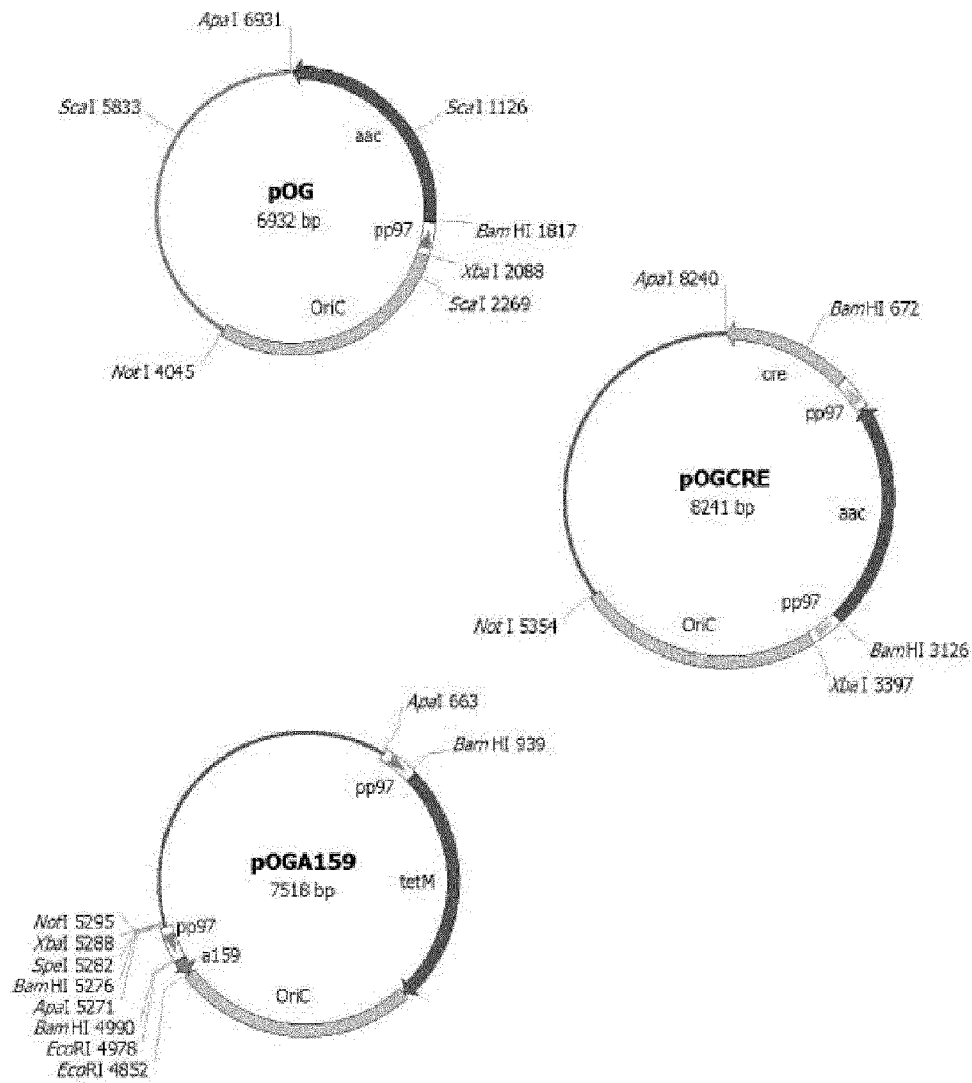 ApaI 6931
ScaI 5833
ScaI 1126
aac
pOG
6932 bp
pp97
BamHI 1817
XbaI 2088
ScaI 2269
OriC
NotI 4045
ApaI 8240
BamHI 672
cre
pp97
pOGCRE
8241 bp
aac
pp97
OriC
NotI 5354
BamHI 3126
XbaI 3397
ApaI 663
BamHI 939
pp97
pOGA159
7518 bp
tetM
NotI 5295
pp97
XbaI 5288
a159
SpeI 5282
BamHI 5276
OriC
ApaI 5271
BamHI 4990
EcoRI 4978
EcoRI 4852